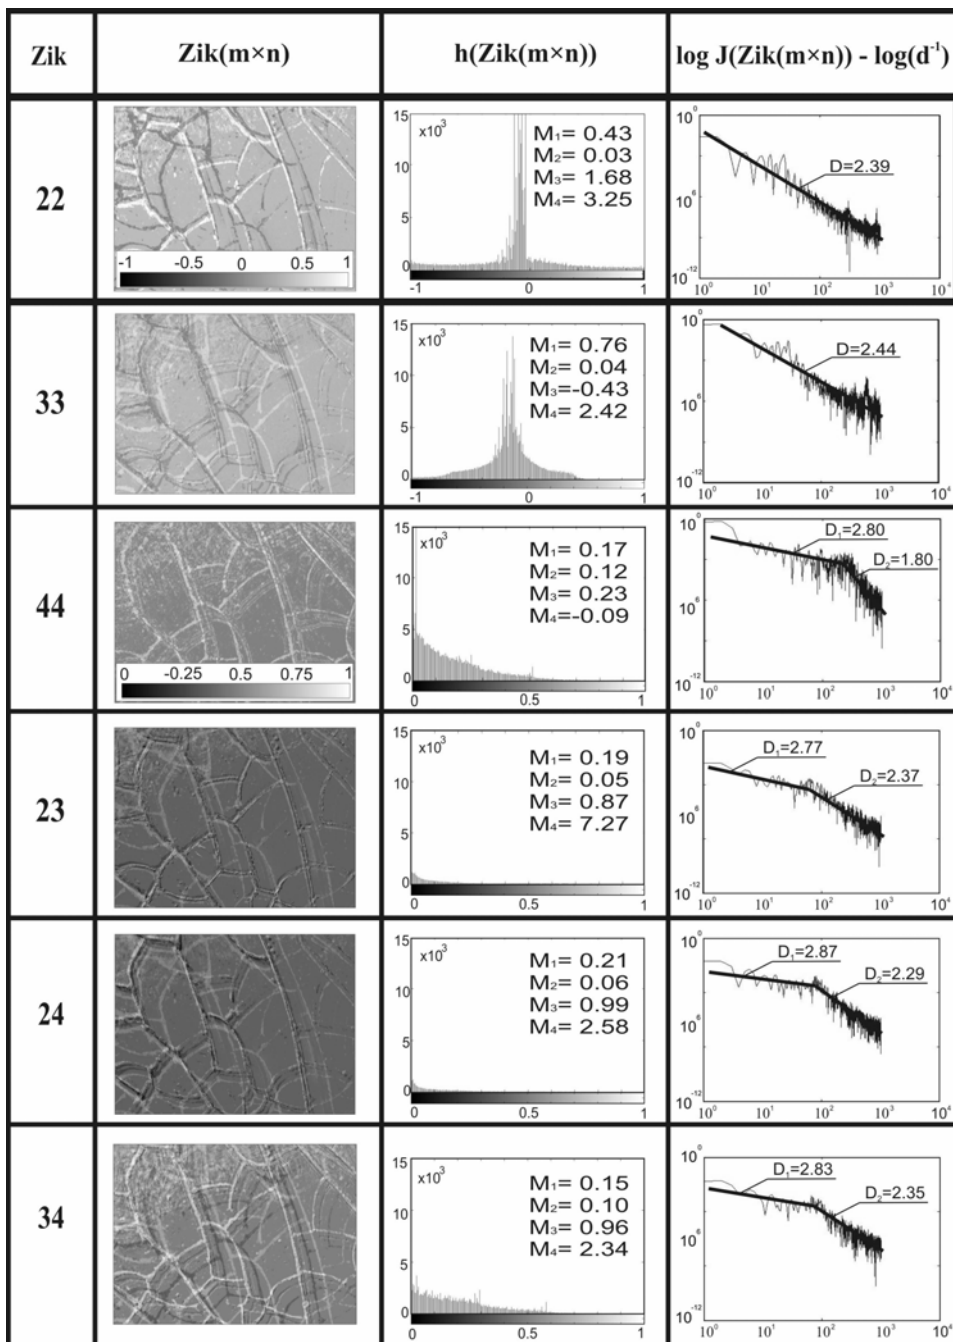 Zik Zik(m×n) h(Zik(m×n)) log J(Zik(m×n)) - log(d⁻¹)
22
-1 -0.5 0 0.5 1
15 x10³
10
5
0
-1 0 1
M₁= 0.43
M₂= 0.03
M₃= 1.68
M₄= 3.25
10⁰
10⁶
10⁻¹²
D=2.39
10⁰ 10¹ 10² 10³ 10⁴
33
15 x10³
10
5
0
-1 0 1
M₁= 0.76
M₂= 0.04
M₃=-0.43
M₄= 2.42
10⁰
10⁶
10⁻¹²
D=2.44
10⁰ 10¹ 10² 10³ 10⁴
44
0 -0.25 0.5 0.75 1
15 x10³
10
5
0
0 0.5 1
M₁= 0.17
M₂= 0.12
M₃= 0.23
M₄=-0.09
10⁰
10⁶
10⁻¹²
D₁=2.80
D₂=1.80
10⁰ 10¹ 10² 10³ 10⁴
23
15 x10³
10
5
0
0 0.5 1
M₁= 0.19
M₂= 0.05
M₃= 0.87
M₄= 7.27
10⁰
10⁶
10⁻¹²
D₁=2.77
D₂=2.37
10⁰ 10¹ 10² 10³ 10⁴
24
15 x10³
10
5
0
0 0.5 1
M₁= 0.21
M₂= 0.06
M₃= 0.99
M₄= 2.58
10⁰
10⁶
10⁻¹²
D₁=2.87
D₂=2.29
10⁰ 10¹ 10² 10³ 10⁴
34
15 x10³
10
5
0
0 0.5 1
M₁= 0.15
M₂= 0.10
M₃= 0.96
M₄= 2.34
10⁰
10⁶
10⁻¹²
D₁=2.83
D₂=2.35
10⁰ 10¹ 10² 10³ 10⁴